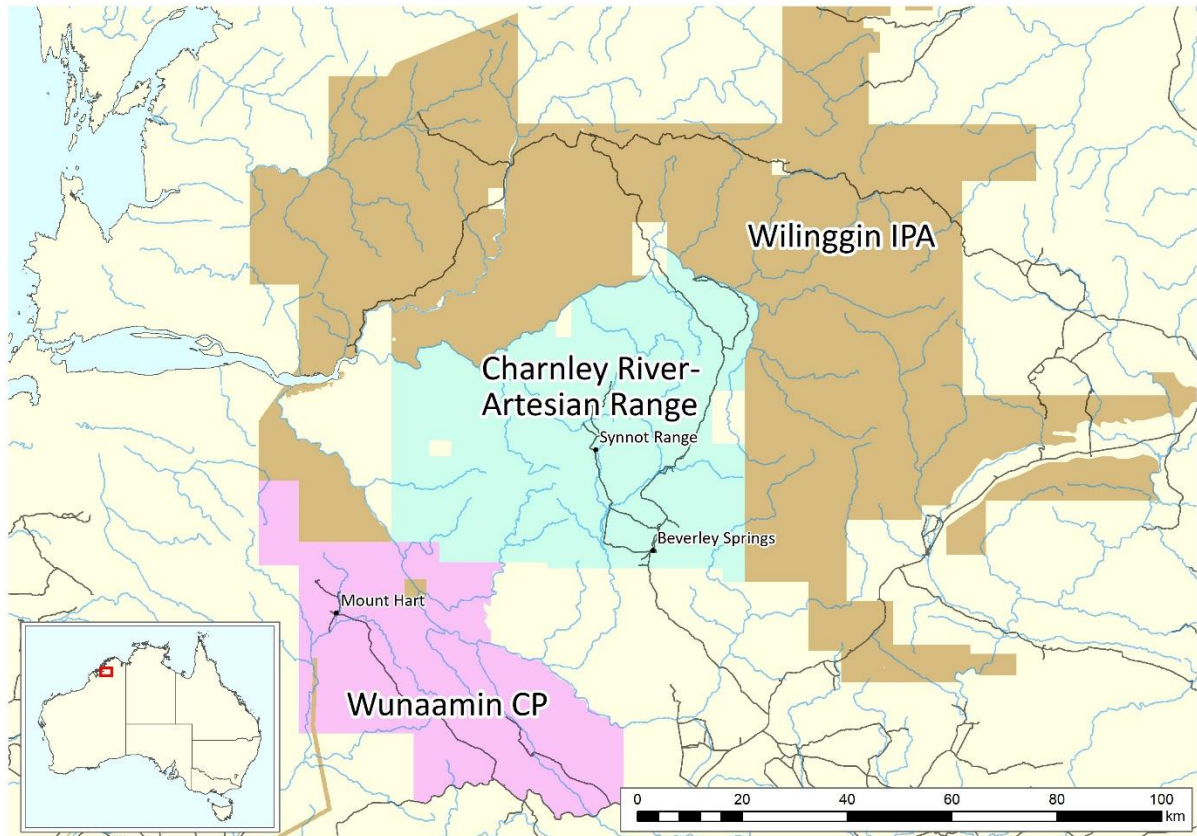 Wilinggin IPA
Charnley River-
Artesian Range
Synnot Range
Beverley Springs
Mount Hart
Wunaamin CP
0 20 40 60 80 100
km